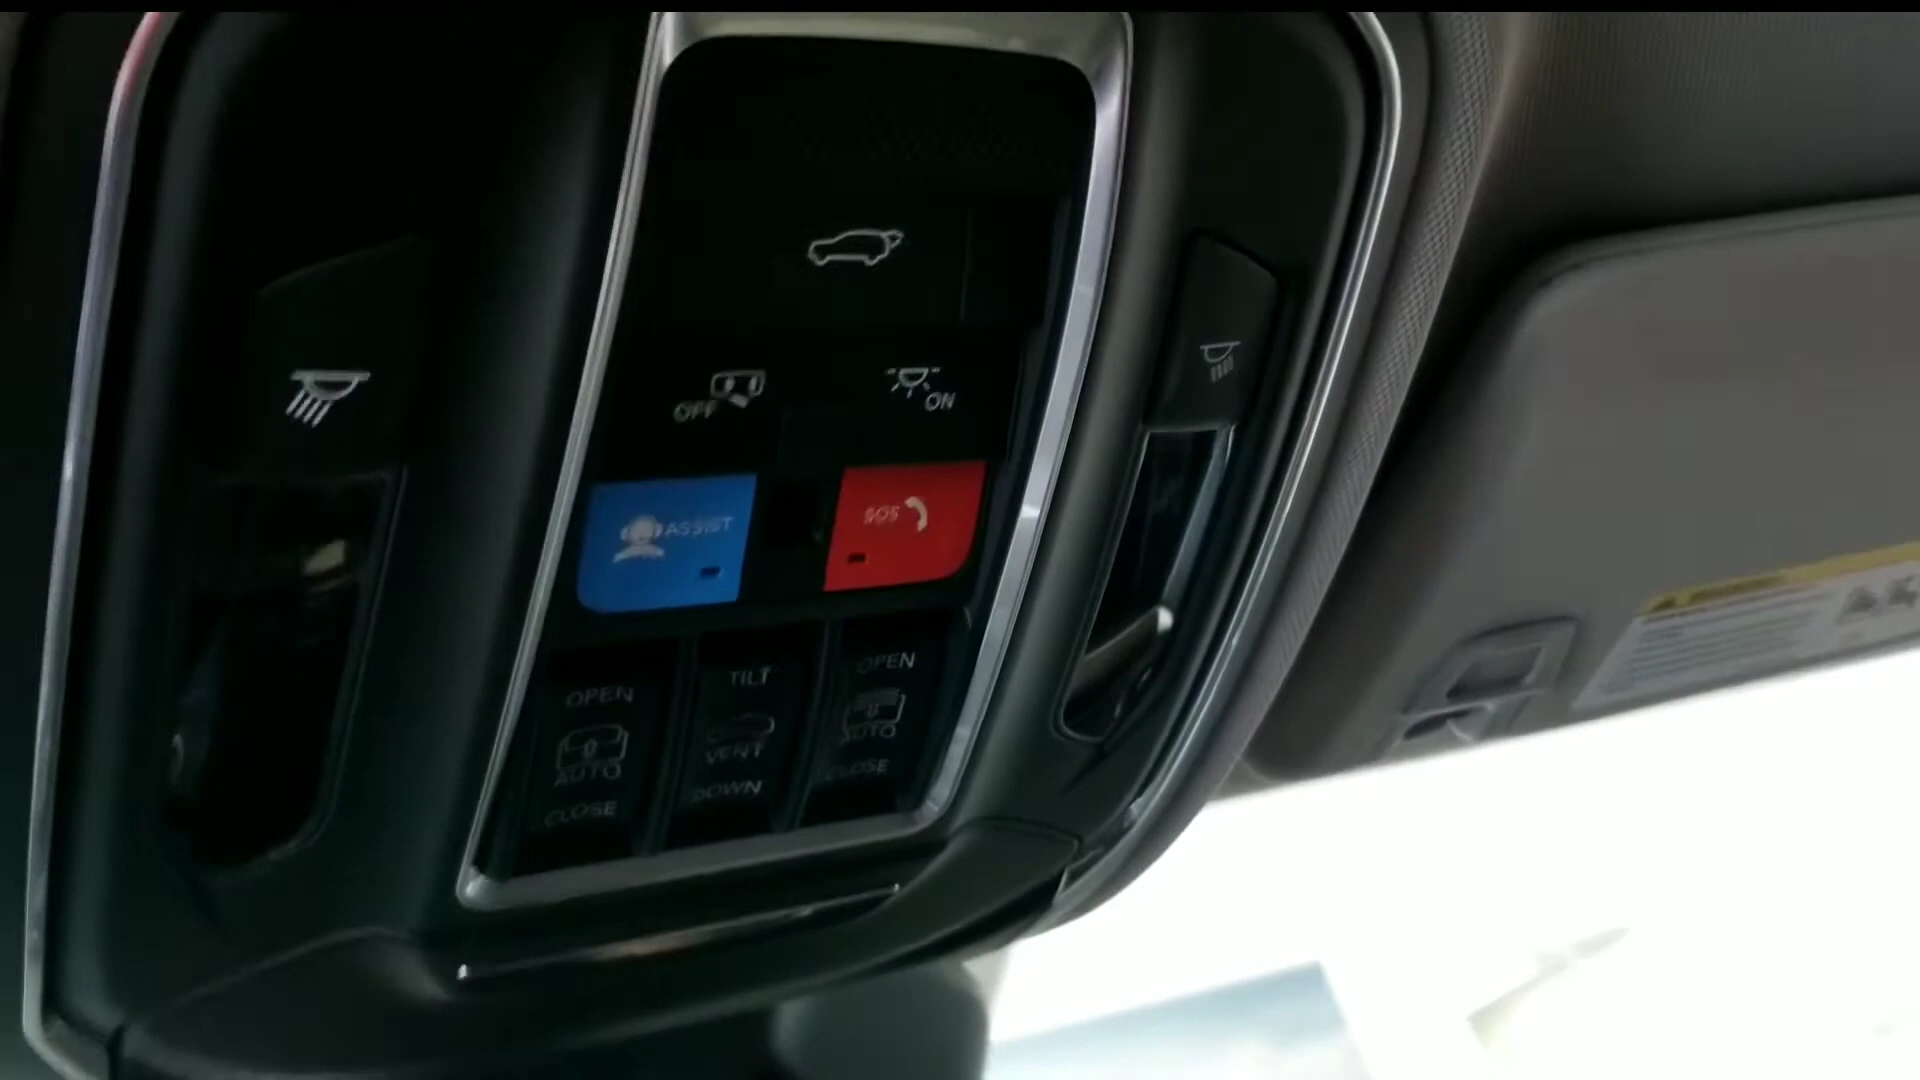 OFF
ON
ASSIST
SOS
OPEN
AUTO
CLOSE
TILT
VENT
DOWN
OPEN
AUTO
CLOSE